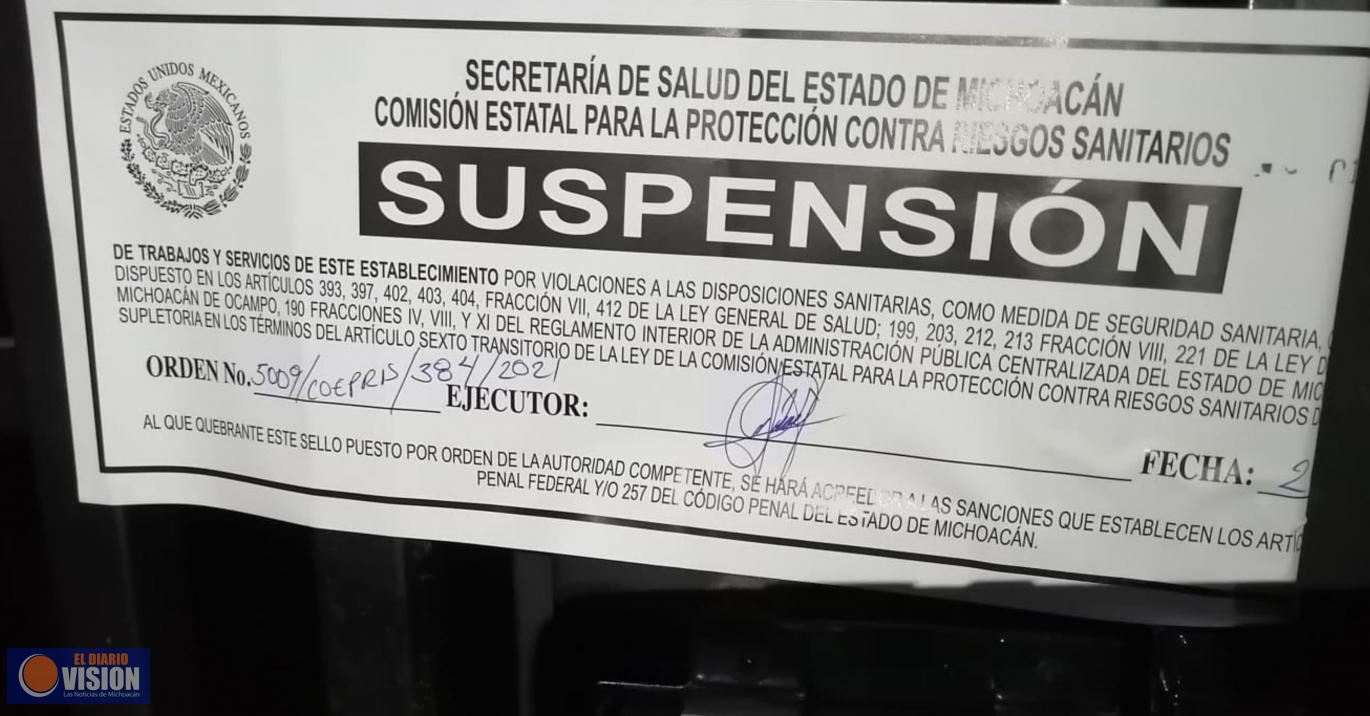 ESTADOS UNIDOS MEXICANOS
SECRETARÍA DE SALUD DEL ESTADO DE MICHOACÁN
COMISIÓN ESTATAL PARA LA PROTECCIÓN CONTRA RIESGOS SANITARIOS
SUSPENSIÓN
DE TRABAJOS Y SERVICIOS DE ESTE ESTABLECIMIENTO POR VIOLACIONES A LAS DISPOSICIONES SANITARIAS, COMO MEDIDA DE SEGURIDAD SANITARIA,
DISPUESTO EN LOS ARTÍCULOS 393, 397, 402, 403, 404, FRACCIÓN VII, 412 DE LA LEY GENERAL DE SALUD; 199, 203, 212, 213 FRACCIÓN VIII, 221 DE LA LEY D
MICHOACÁN DE OCAMPO, 190 FRACCIONES IV, VIII, Y XI DEL REGLAMENTO INTERIOR DE LA ADMINISTRACIÓN PÚBLICA CENTRALIZADA DEL ESTADO DE MIC
SUPLETORIA EN LOS TÉRMINOS DEL ARTÍCULO SEXTO TRANSITORIO DE LA LEY DE LA COMISIÓN ESTATAL PARA LA PROTECCIÓN CONTRA RIESGOS SANITARIOS D
ORDEN No. 5009/COEPRIS/384/2021 EJECUTOR: FECHA: 2
AL QUE QUEBRANTE ESTE SELLO PUESTO POR ORDEN DE LA AUTORIDAD COMPETENTE, SE HARÁ ACREEDOR A LAS SANCIONES QUE ESTABLECEN LOS ARTÍC
PENAL FEDERAL Y/O 257 DEL CÓDIGO PENAL DEL ESTADO DE MICHOACÁN.
EL DIARIO
VISION
Las Noticias de Michoacán